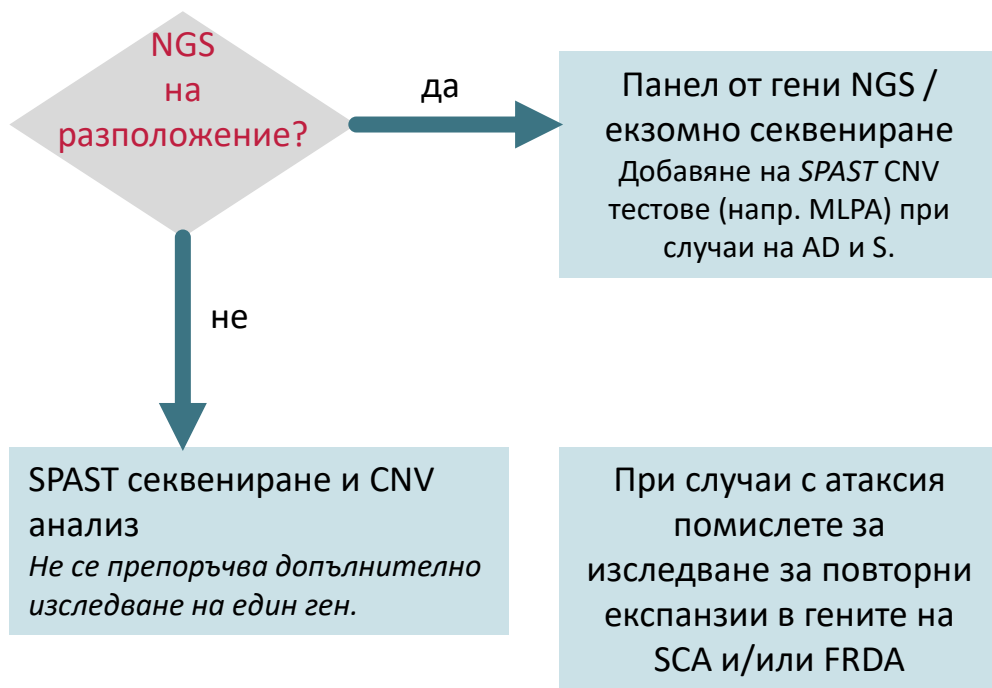 NGS
на
разположение?
да
Панел от гени NGS /
екзомно секвениране
Добавяне на SPAST CNV
тестове (напр. MLPA) при
случаи на AD и S.
не
SPAST секвениране и CNV
анализ
Не се препоръчва допълнително
изследване на един ген.
При случаи с атаксия
помислете за
изследване за повторни
експанзии в гените на
SCA и/или FRDA